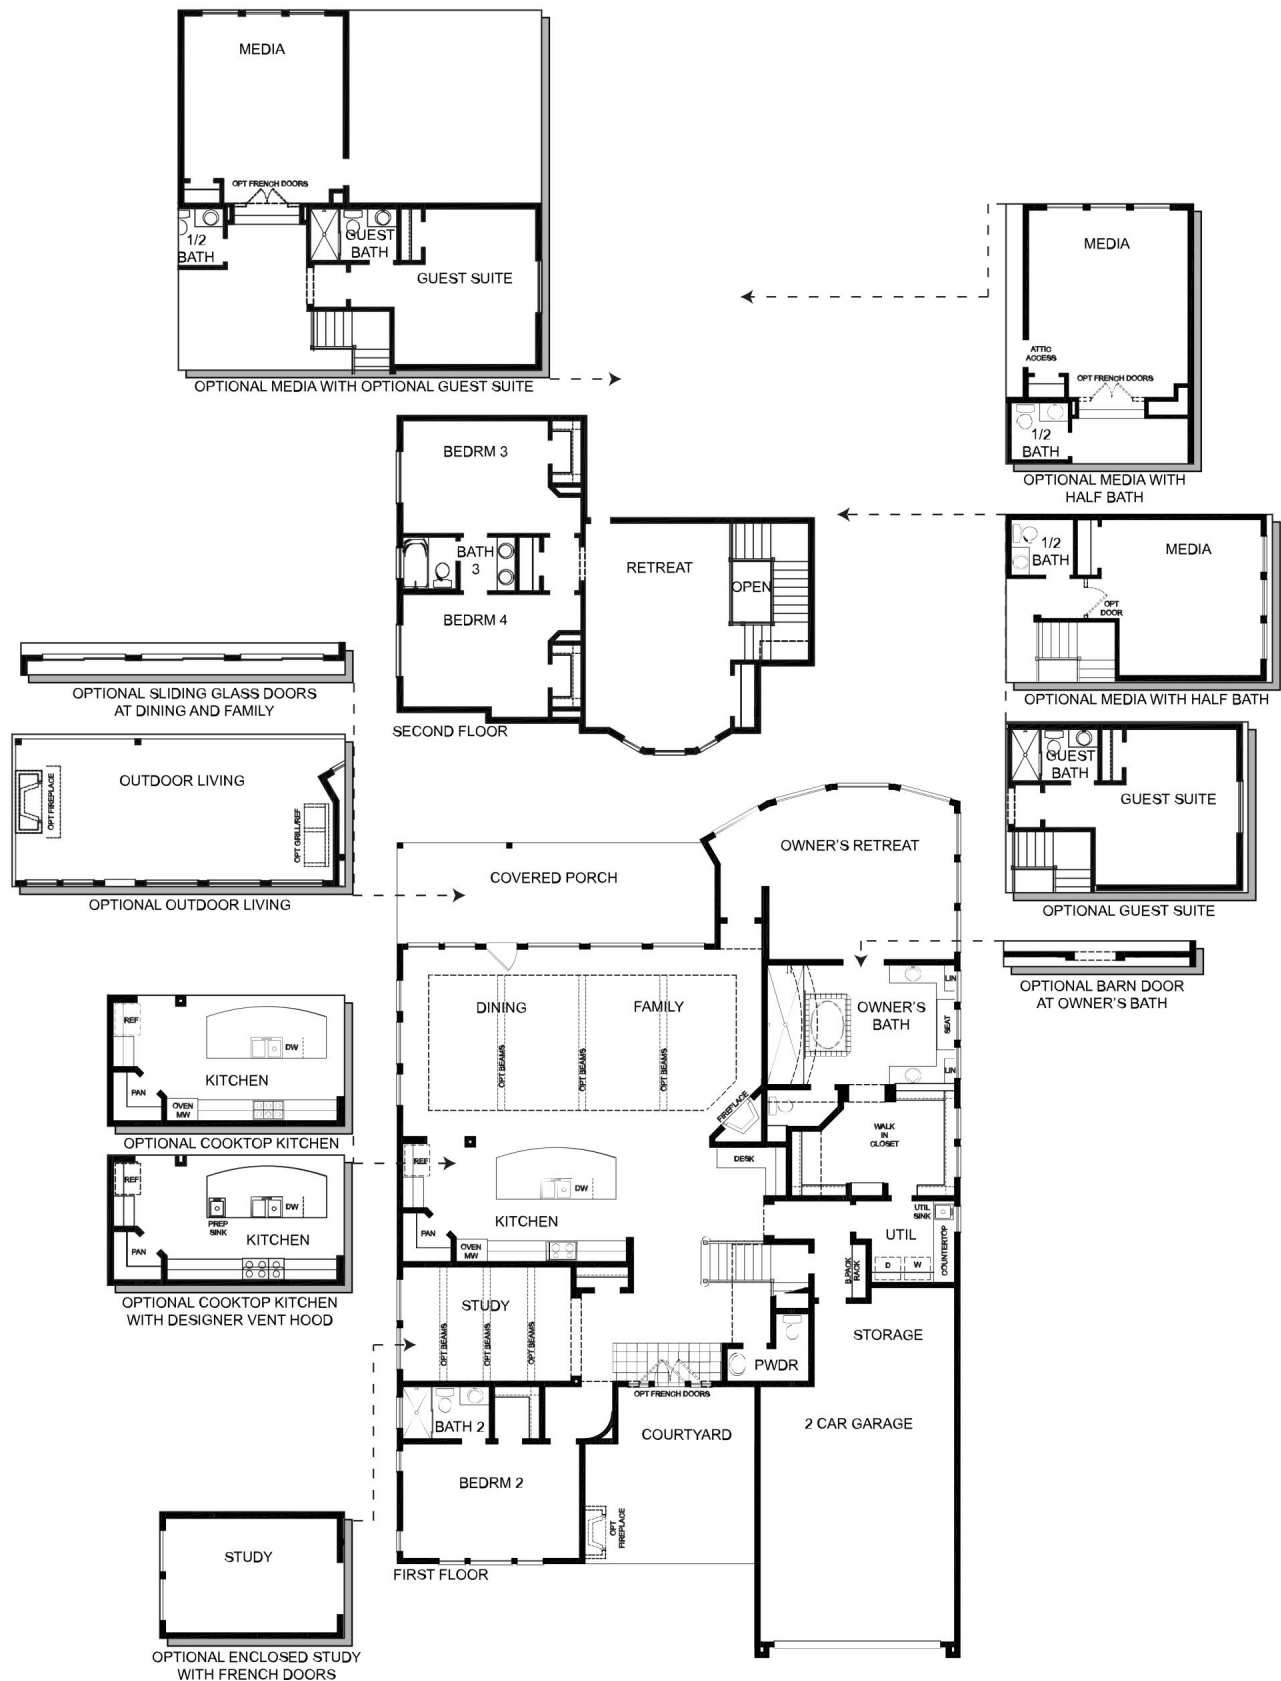 MEDIA
OPT FRENCH DOORS
1/2
BATH
GUEST
BATH
GUEST SUITE
OPTIONAL MEDIA WITH OPTIONAL GUEST SUITE
MEDIA
ATTIC
ACCESS
OPT FRENCH DOORS
1/2
BATH
OPTIONAL MEDIA WITH
HALF BATH
BEDRM 3
BATH
3
BEDRM 4
RETREAT
OPEN
SECOND FLOOR
1/2
BATH
MEDIA
OPT
DOOR
OPTIONAL MEDIA WITH HALF BATH
OPTIONAL SLIDING GLASS DOORS
AT DINING AND FAMILY
OUTDOOR LIVING
OPT FIREPLACE
OPT GRILL/REF
OPTIONAL OUTDOOR LIVING
GUEST
BATH
GUEST SUITE
OPTIONAL GUEST SUITE
OPTIONAL BARN DOOR
AT OWNER'S BATH
REF
DW
KITCHEN
PAN
OVEN
MW
OPTIONAL COOKTOP KITCHEN
REF
PREP
SINK
DW
KITCHEN
PAN
OPTIONAL COOKTOP KITCHEN
WITH DESIGNER VENT HOOD
STUDY
OPTIONAL ENCLOSED STUDY
WITH FRENCH DOORS
OWNER'S RETREAT
COVERED PORCH
DINING
FAMILY
OPT BEAMS
OPT BEAMS
OPT BEAMS
OWNER'S
BATH
LIN
SEAT
LIN
FIREPLACE
WALK
IN
CLOSET
DESK
REF
DW
KITCHEN
PAN
OVEN
MW
UTIL
SINK
UTIL
COUNTERTOP
D
W
B.PACK
RACK
STUDY
OPT BEAMS
OPT BEAMS
OPT BEAMS
STORAGE
PWDR
OPT FRENCH DOORS
BATH 2
COURTYARD
2 CAR GARAGE
BEDRM 2
OPT
FIREPLACE
FIRST FLOOR